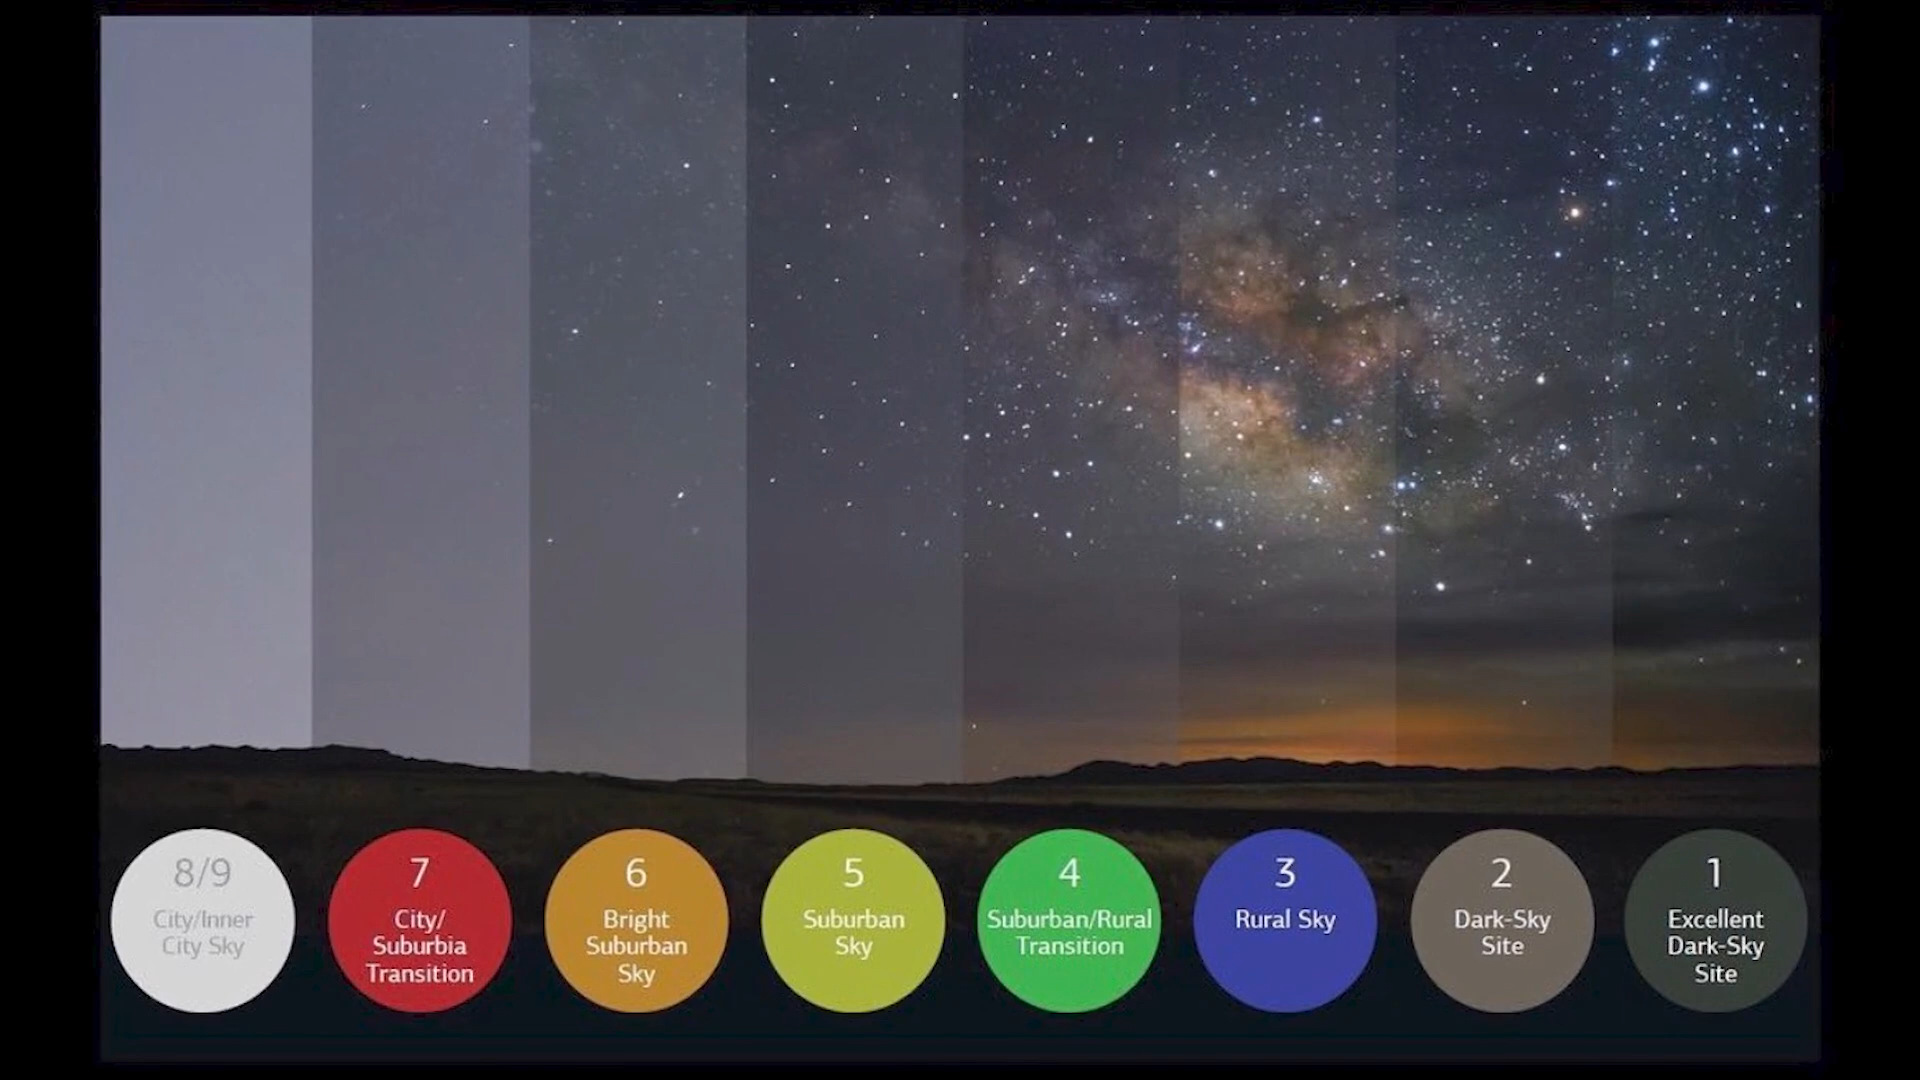 8/9
City/Inner
City Sky
7
City/
Suburbia
Transition
6
Bright
Suburban
Sky
5
Suburban
Sky
4
Suburban/Rural
Transition
3
Rural Sky
2
Dark-Sky
Site
1
Excellent
Dark-Sky
Site